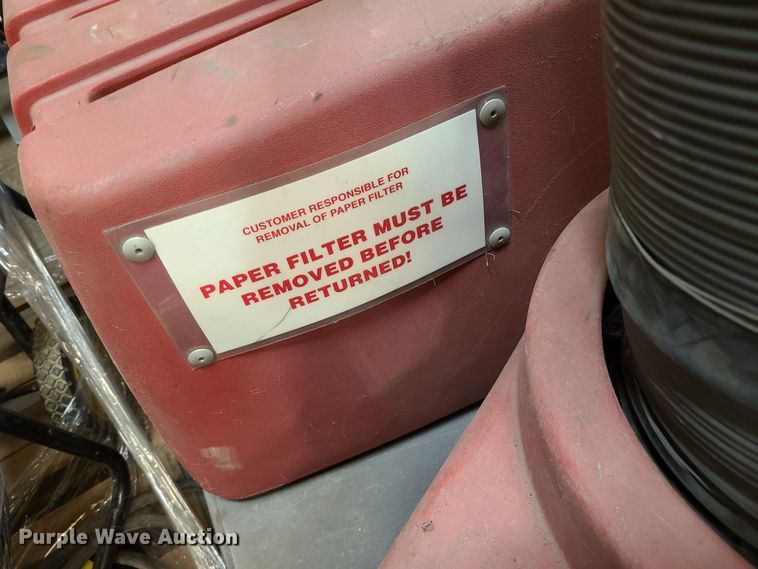 CUSTOMER RESPONSIBLE FOR
REMOVAL OF PAPER FILTER
PAPER FILTER MUST BE
REMOVED BEFORE
RETURNED!
Purple Wave Auction